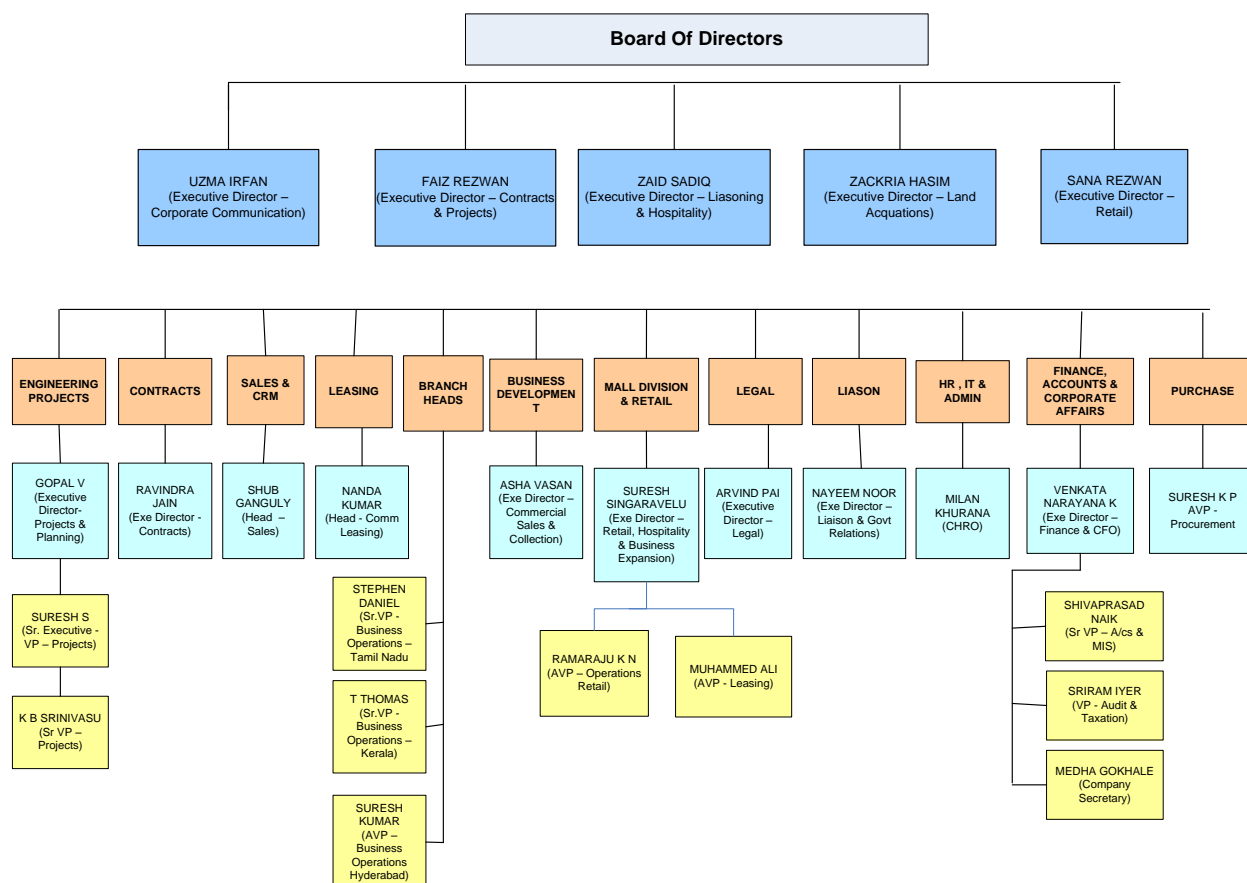 Board Of Directors
UZMA IRFAN
(Executive Director –
Corporate Communication)
FAIZ REZWAN
(Executive Director – Contracts
& Projects)
ZAID SADIQ
(Executive Director – Liasoning
& Hospitality)
ZACKRIA HASIM
(Executive Director – Land
Acquations)
SANA REZWAN
(Executive Director –
Retail)
ENGINEERING
PROJECTS
CONTRACTS
SALES &
CRM
LEASING
BRANCH
HEADS
BUSINESS
DEVELOPMEN
T
MALL DIVISION
& RETAIL
LEGAL
LIASON
HR , IT &
ADMIN
FINANCE,
ACCOUNTS &
CORPORATE
AFFAIRS
PURCHASE
GOPAL V
(Executive
Director-
Projects &
Planning)
RAVINDRA
JAIN
(Exe Director -
Contracts)
SHUB
GANGULY
(Head –
Sales)
NANDA
KUMAR
(Head - Comm
Leasing)
ASHA VASAN
(Exe Director –
Commercial
Sales &
Collection)
SURESH
SINGARAVELU
(Exe Director –
Retail, Hospitality
& Business
Expansion)
ARVIND PAI
(Executive
Director –
Legal)
NAYEEM NOOR
(Exe Director –
Liaison & Govt
Relations)
MILAN
KHURANA
(CHRO)
VENKATA
NARAYANA K
(Exe Director –
Finance & CFO)
SURESH K P
AVP -
Procurement
SURESH S
(Sr. Executive -
VP – Projects)
K B SRINIVASU
(Sr VP –
Projects)
STEPHEN
DANIEL
(Sr.VP -
Business
Operations –
Tamil Nadu
T THOMAS
(Sr.VP -
Business
Operations –
Kerala)
SURESH
KUMAR
(AVP –
Business
Operations
Hyderabad)
RAMARAJU K N
(AVP – Operations
Retail)
MUHAMMED ALI
(AVP - Leasing)
SHIVAPRASAD
NAIK
(Sr VP – A/cs &
MIS)
SRIRAM IYER
(VP - Audit &
Taxation)
MEDHA GOKHALE
(Company
Secretary)